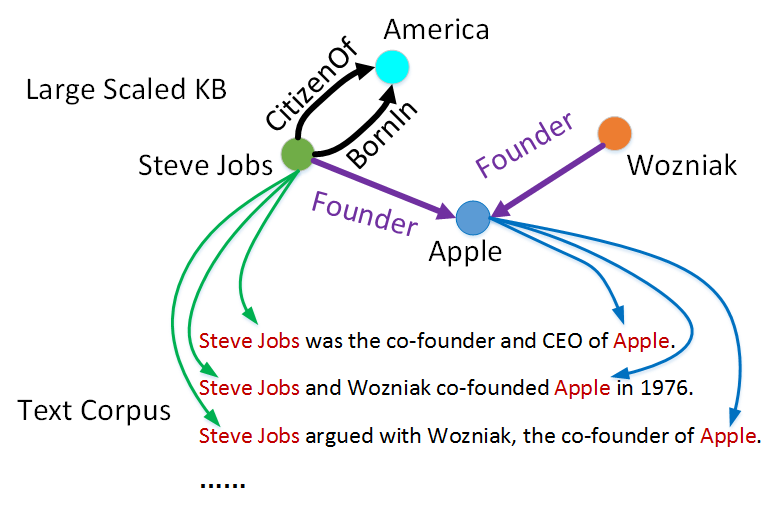 America
CitizenOf
Large Scaled KB
BornIn
Founder
Steve Jobs
Wozniak
Founder
Apple
Steve Jobs was the co-founder and CEO of Apple.
Steve Jobs and Wozniak co-founded Apple in 1976.
Text Corpus
Steve Jobs argued with Wozniak, the co-founder of Apple.
......